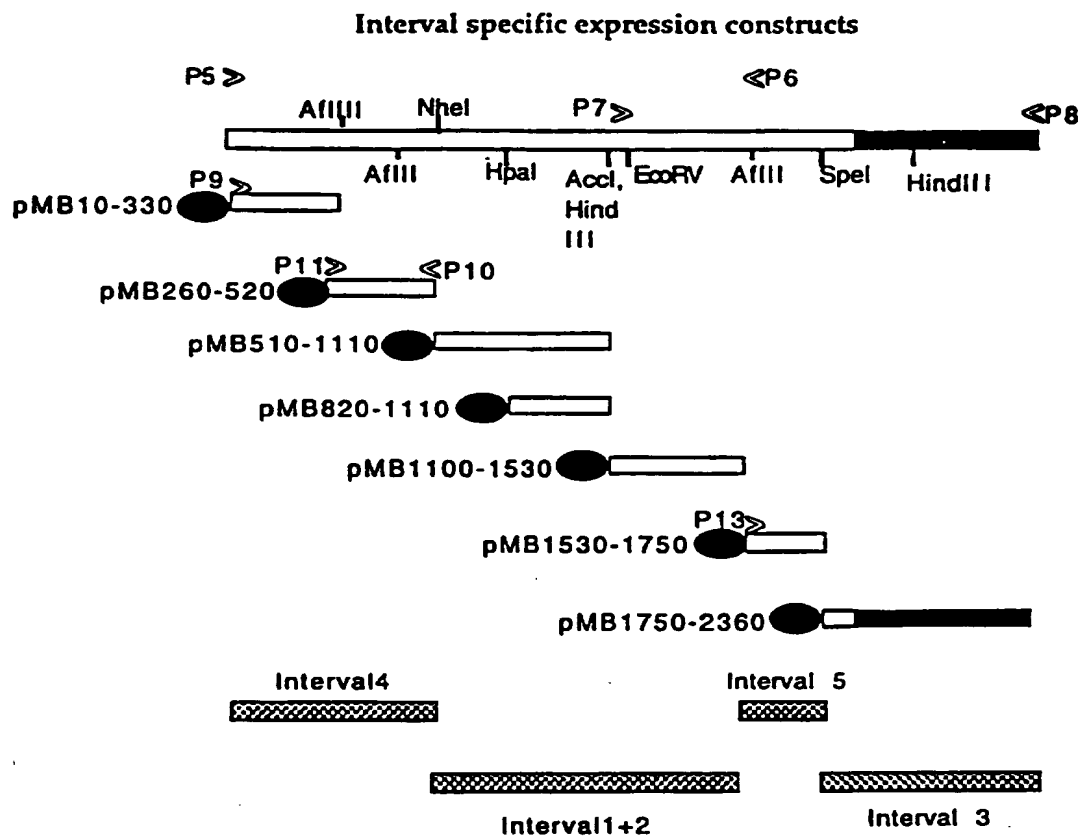 Interval specific expression constructs
P5
P6
AflIII
NheI
P7
P8
AflII
HpaI
AccI,
Hind
III
EcoRV
AflII
SpeI
HindIII
P9
pMB10-330
P11
P10
pMB260-520
pMB510-1110
pMB820-1110
pMB1100-1530
P13
pMB1530-1750
pMB1750-2360
Interval4
Interval 5
Interval1+2
Interval 3